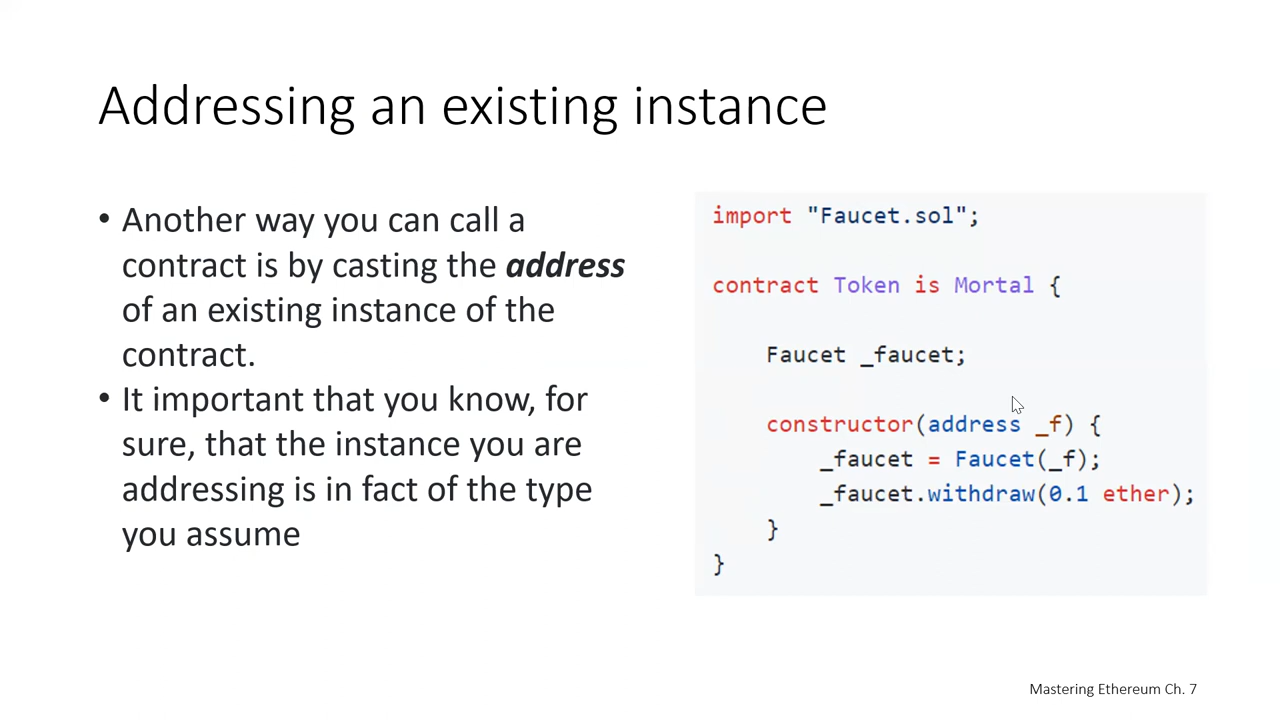 Addressing an existing instance
• Another way you can call a
contract is by casting the address
of an existing instance of the
contract.
• It important that you know, for
sure, that the instance you are
addressing is in fact of the type
you assume
import "Faucet.sol";
contract Token is Mortal {
Faucet _faucet;
constructor(address _f) {
_faucet = Faucet(_f);
_faucet.withdraw(0.1 ether);
}
}
Mastering Ethereum Ch. 7